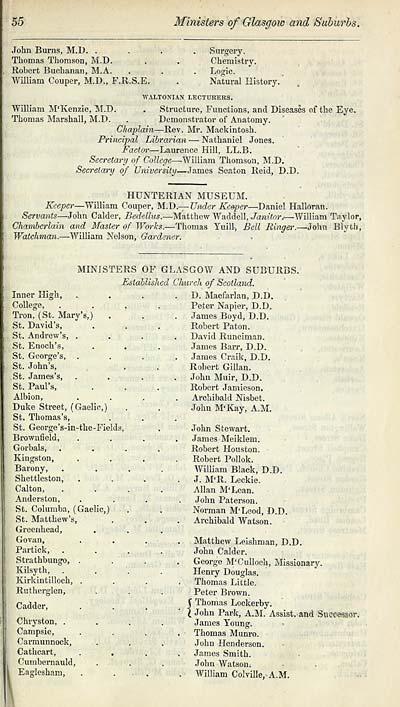 55 Ministers of Glasgow and Suburbs.
John Burns, M.D. . . . . Surgery.
Thomas Thomson, M.D. . . . Chemistry.
Robert Buchanan, M.A. . . . Logic.
William Couper, M.D., F.R.S.E. . Natural History.
WALTONIAN LECTURERS.
William M'Kenzie, M.D. . Structure, Functions, and Diseases of the Eye.
Thomas Marshall, M.D. . Demonstrator of Anatomy.
Chaplain—Rev. Mr. Mackintosh.
Principal Librarian—Nathaniel Jones.
Factor—Laurence Hill, LL.B.
Secretary of College—William Thomson, M.D.
Secretary of University—James Seaton Reid, D.D.
HUNTERIAN MUSEUM.
Keeper—William Couper, M.D.—Under Keeper—Daniel Halloran.
Servants—John Calder, Bedellus.—Matthew Waddell, Janitor.—William Taylor,
Chamberlain and Master of Works.—Thomas Yuill, Bell Ringer.—John Blyth,
Watchman.—William Nelson, Gardener.
MINISTERS OF GLASGOW AND SUBURBS.
Established Church of Scotland.
Inner High, . . . . D. Macfarlan, D.D.
College, . . . . Peter Napier, D.D.
Tron, (St. Mary's,) . . . James Boyd, D.D.
St. David's, . . . Robert Paton.
St. Andrew's, . . . . David Runciman.
St. Enoch's, . . . James Barr, D.D.
St. George's, . . . . James Craik, D.D.
St. John's, . . . Robert Gillan.
St. James's, . . . . John Muir, D.D.
St. Paul's, . . . Robert Jamieson.
Albion, . . . . Archibald Nisbet.
Duke Street, (Gaelic,) . . John M'Kay, A.M.
St. Thomas's,
St. George's-in-the-Fields, . John Stewart.
Brownfield, . . . James Meiklem.
Gorbals, . . . . Robert Houston.
Kingston, . . . Robert Pollok.
Barony, . . . . William Black, D.D.
Shettleston, . . . J. M'R. Leckie.
Calton, . . . . Allan M'Lean.
Anderston, . . . John Paterson.
St. Columba, (Gaelic,) . . Norman M'Leod, D.D.
St. Matthew's, . . . Archibald Watson.
Greenhead,
Govan, . . . . Matthew Leishman, D.D.
Partick, . . . . John Calder.
Strathbungo, . . . George M'Culloch, Missionary.
Kilsyth, . . . Henry Douglas.
Kirkintilloch, . . . Thomas Little.
Rutherglen, . . . Peter Brown.
Cadder, . . . { Thomas Lockerby.
{ John Park, A.M. Assist. and Successor.
Chryston, . . . . James Young.
Campsie, . . . Thomas Munro.
Carmunnock, . . . John Henderson.
Cathcart, . . . James Smith.
Cumbernauld, . . . John Watson.
Eaglesham, . . . . William Colville, A.M.